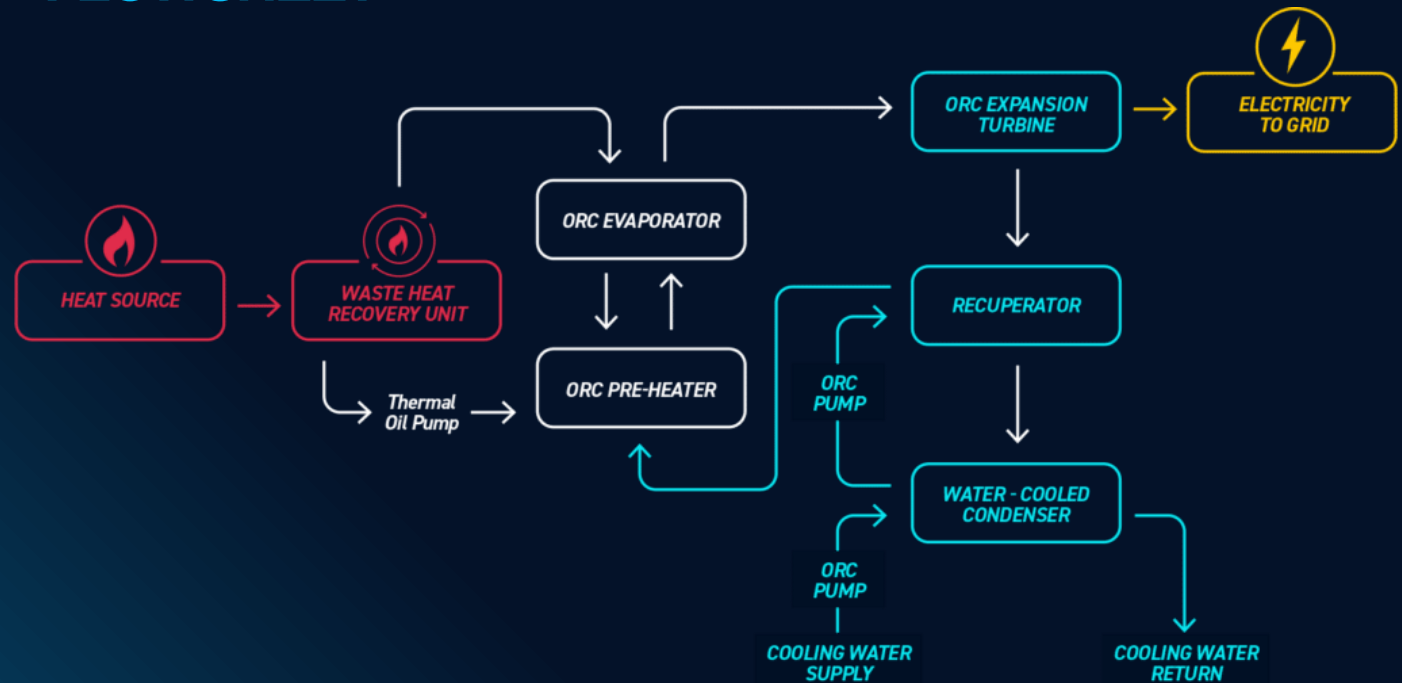 ORC EXPANSION
TURBINE
ELECTRICITY
TO GRID
ORC EVAPORATOR
HEAT SOURCE
WASTE HEAT
RECOVERY UNIT
RECUPERATOR
ORC PRE-HEATER
Thermal
Oil Pump
ORC
PUMP
WATER - COOLED
CONDENSER
ORC
PUMP
COOLING WATER
SUPPLY
COOLING WATER
RETURN